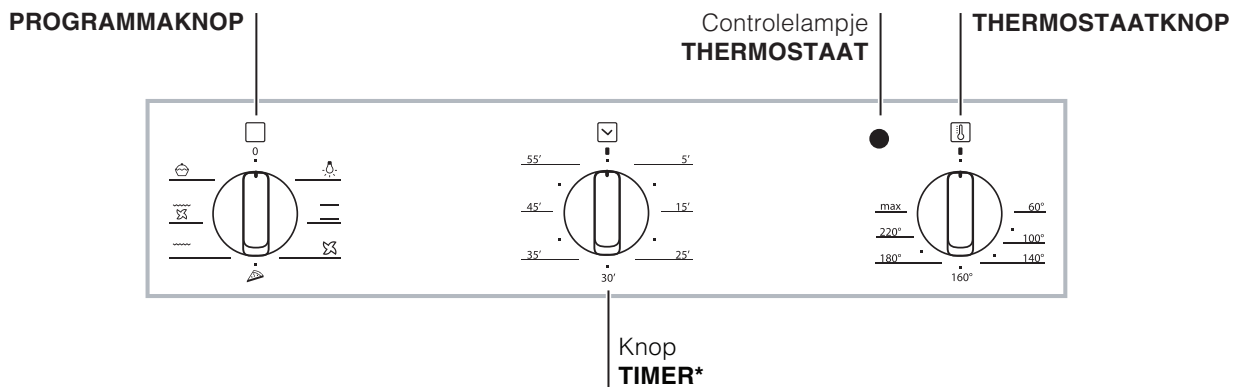 PROGRAMMAKNOP
Controlelampje
THERMOSTAAT
THERMOSTAATKNOP
0
55' 5'
45' 15'
35' 25'
30'
max 60°
220° 100°
180° 140°
160°
Knop
TIMER*